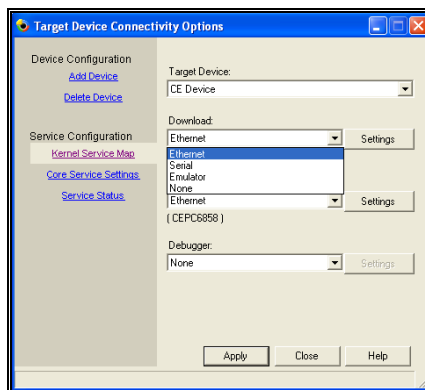 Target Device Connectivity Options
Device Configuration
Add Device
Delete Device
Service Configuration
Kernel Service Map
Core Service Settings
Service Status
Target Device:
CE Device
Download:
Ethernet
Settings
Ethernet
Serial
Emulator
None
Ethernet
Settings
( CEPC6858 )
Debugger:
None
Settings
Apply
Close
Help